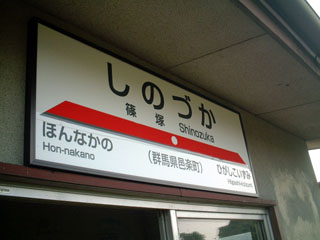 しのづか
篠塚
Shinozuka
ほんなかの
Hon-nakano
(群馬県邑楽町)
ひがしこいずみ
Higashi-koizumi